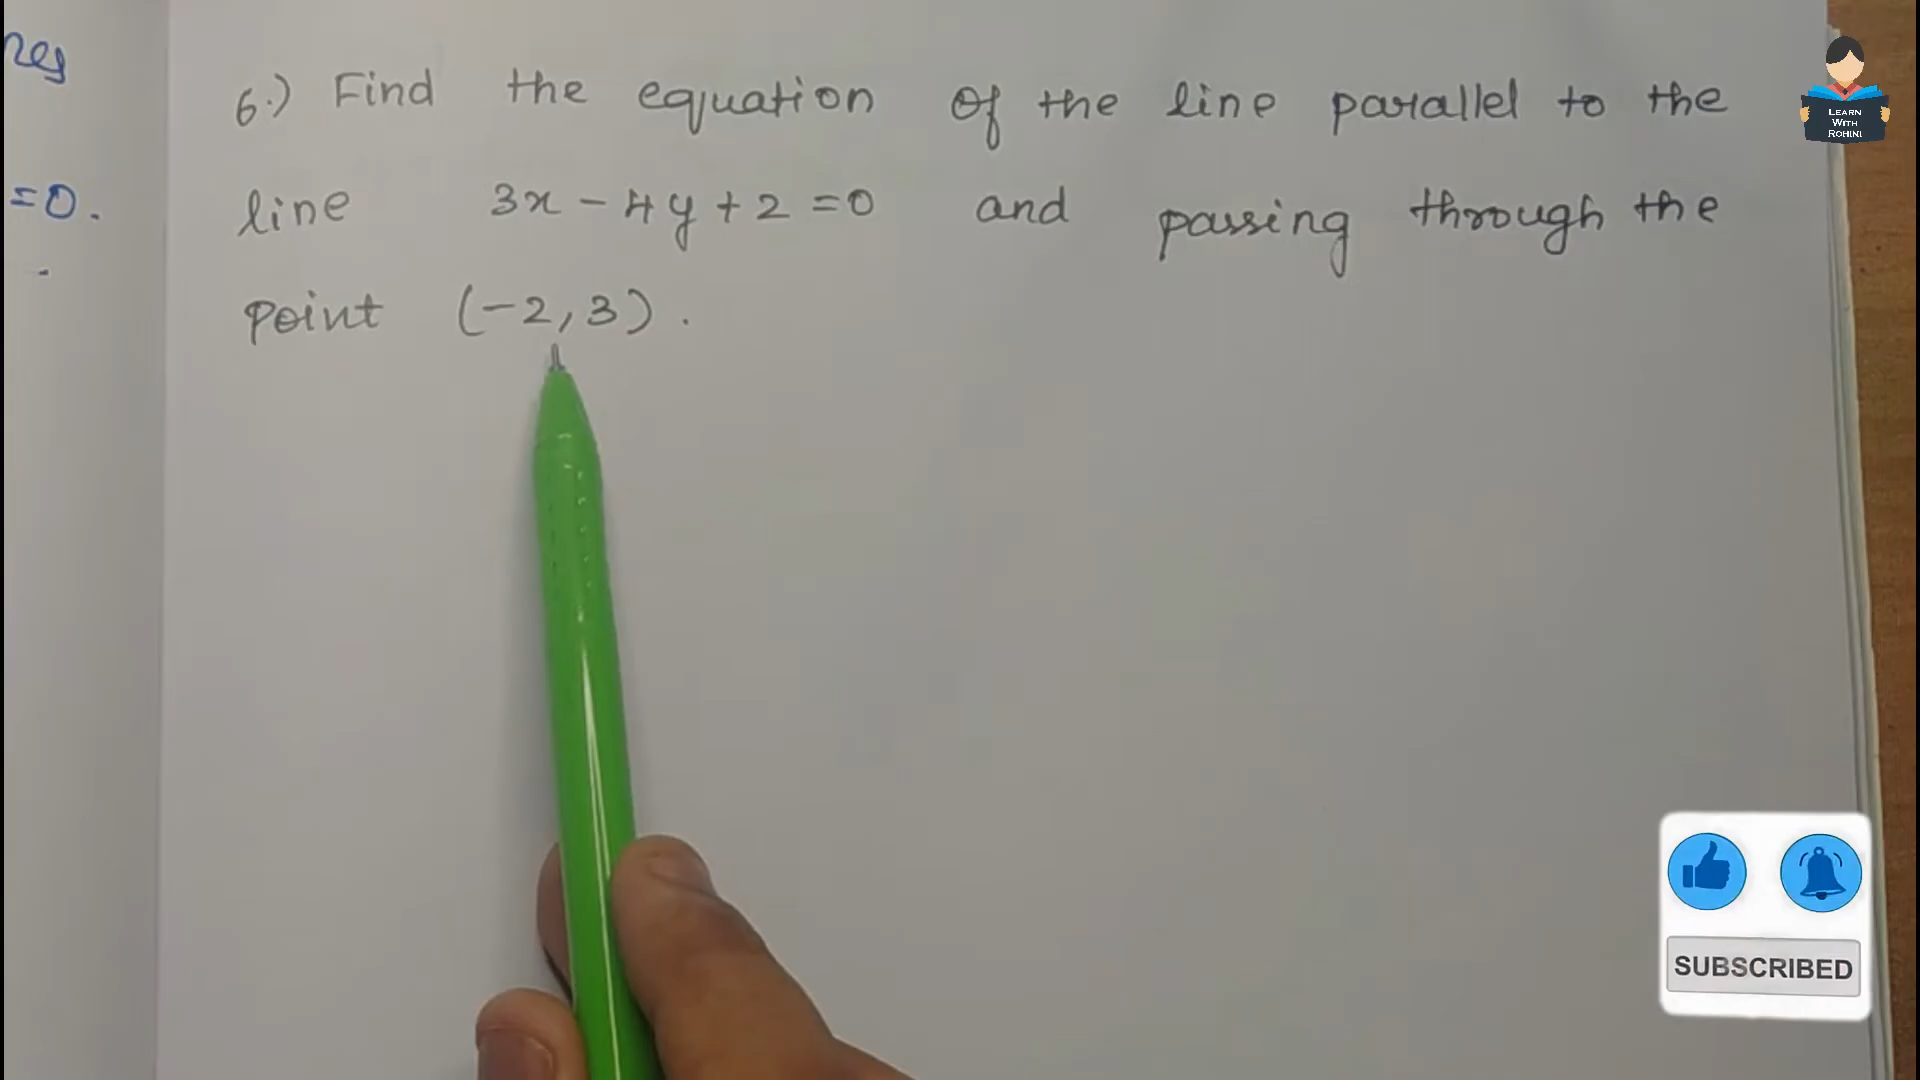 =0.
6.) Find the equation of the line parallel to the
line 3x - 4y + 2 = 0 and passing through the
point (-2, 3).
LEARN
WITH
ROHINI
SUBSCRIBED